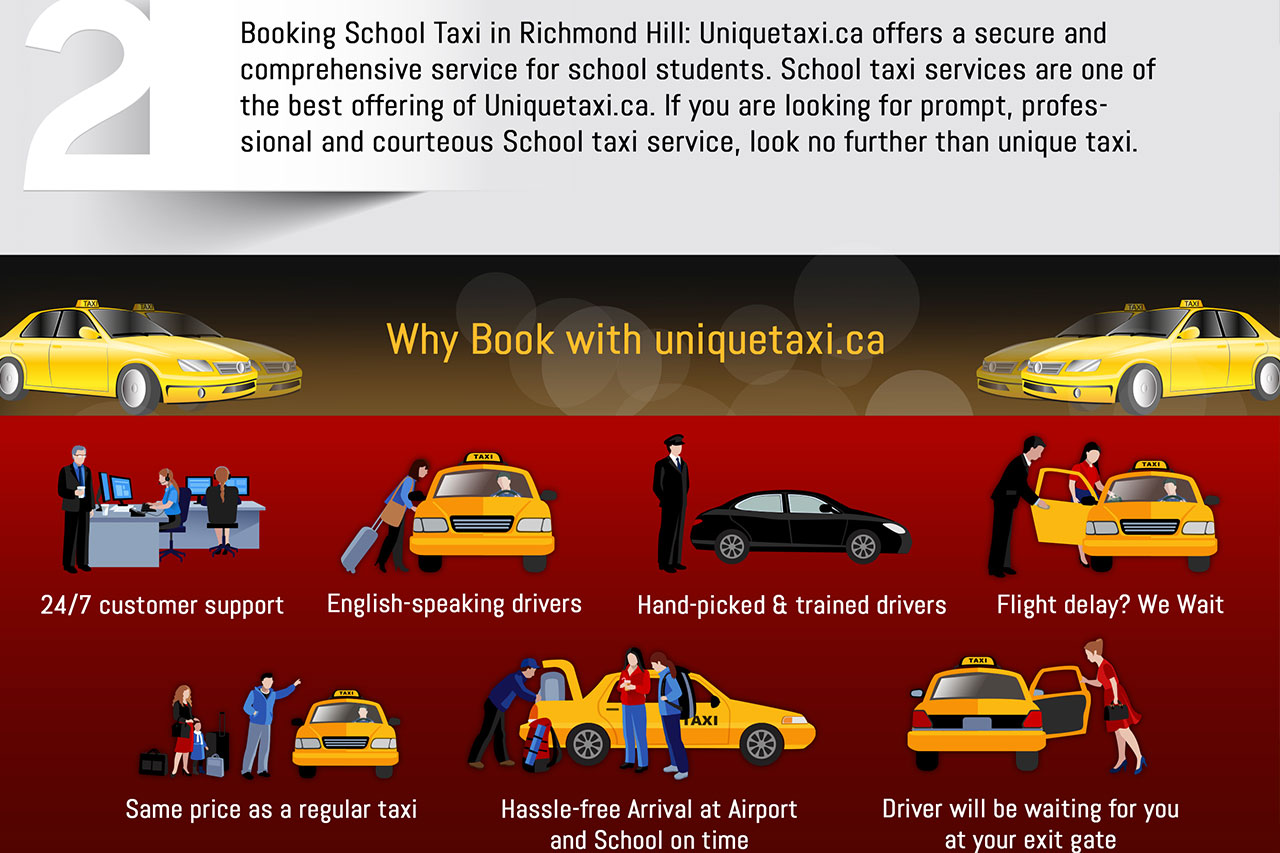 2
Booking School Taxi in Richmond Hill: Uniquetaxi.ca offers a secure and
comprehensive service for school students. School taxi services are one of
the best offering of Uniquetaxi.ca. If you are looking for prompt, profes-
sional and courteous School taxi service, look no further than unique taxi.
TAXI
TAXI
Why Book with uniquetaxi.ca
TAXI
TAXI
TAXI
TAXI
24/7 customer support
English-speaking drivers
Hand-picked & trained drivers
Flight delay? We Wait
TAXI
TAXI
TAXI
Same price as a regular taxi
Hassle-free Arrival at Airport
and School on time
Driver will be waiting for you
at your exit gate